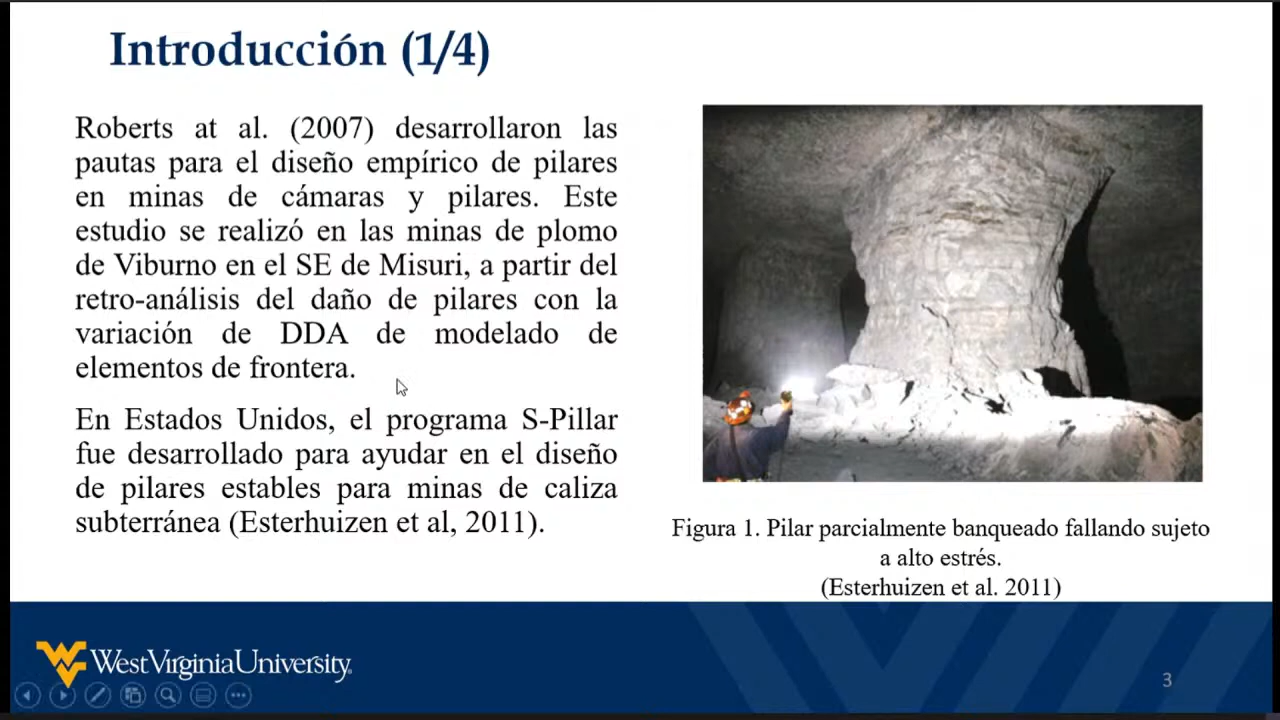 Introducción (1/4)
Roberts at al. (2007) desarrollaron las
pautas para el diseño empírico de pilares
en minas de cámaras y pilares. Este
estudio se realizó en las minas de plomo
de Viburno en el SE de Misuri, a partir del
retro-análisis del daño de pilares con la
variación de DDA de modelado de
elementos de frontera.
En Estados Unidos, el programa S-Pillar
fue desarrollado para ayudar en el diseño
de pilares estables para minas de caliza
subterránea (Esterhuizen et al, 2011).
Figura 1. Pilar parcialmente banqueado fallando sujeto
a alto estrés.
(Esterhuizen et al. 2011)
WestVirginiaUniversity.
3